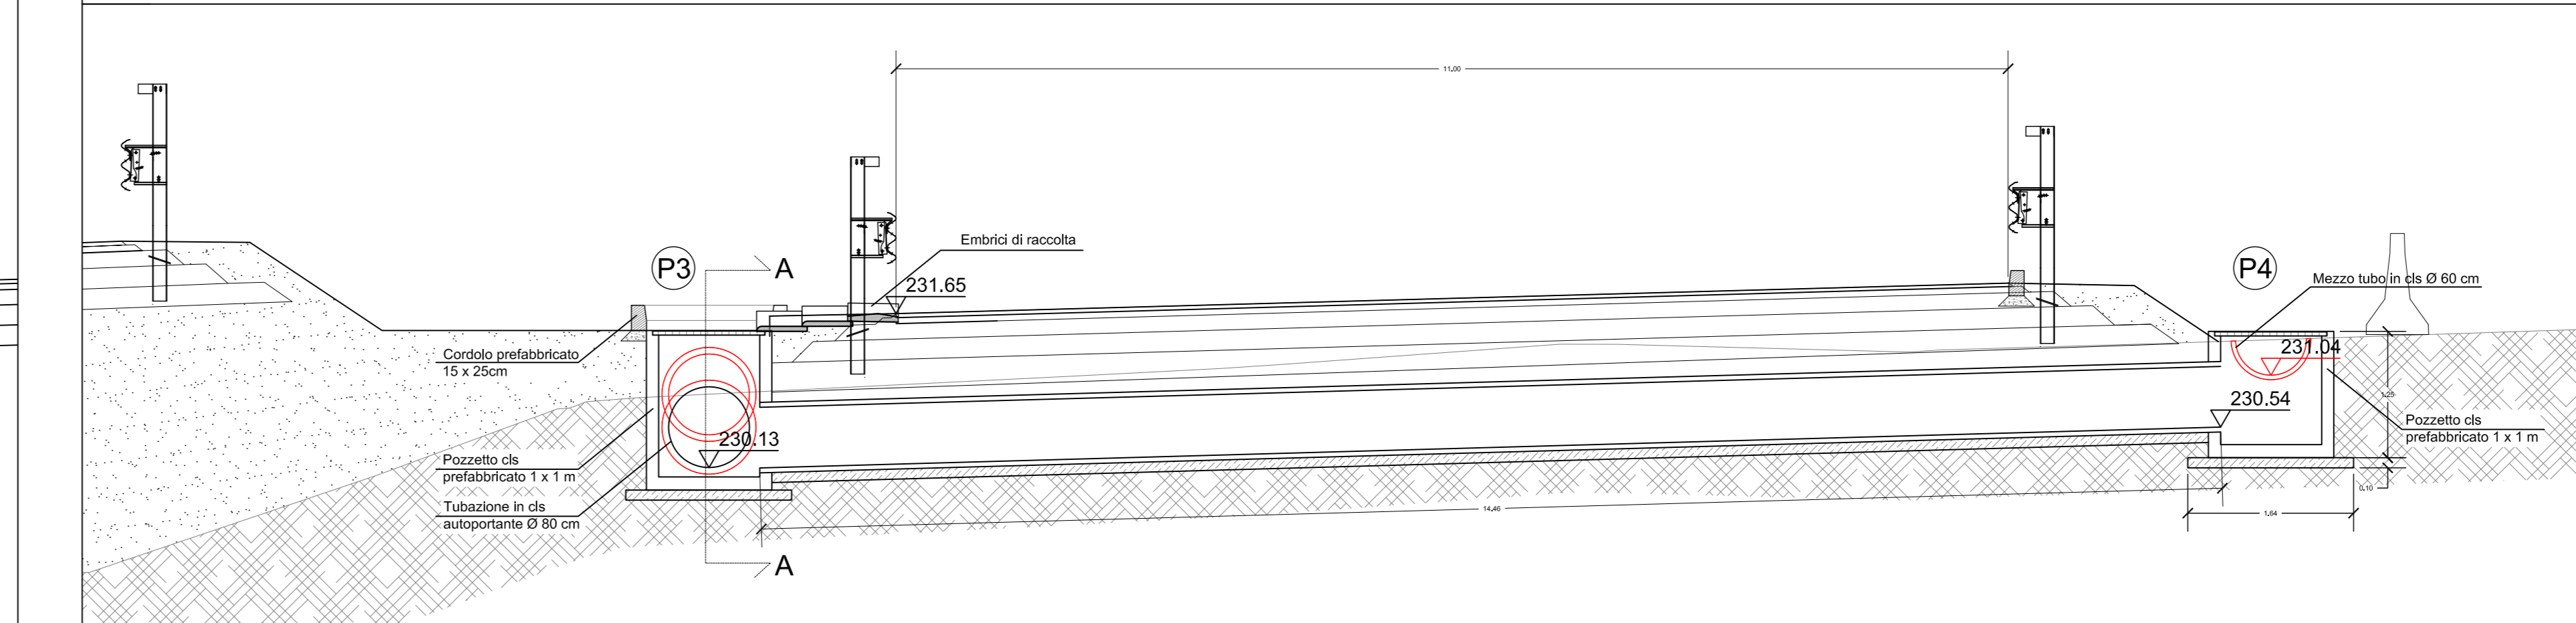 11.00
Embrici di raccolta
P3
A
P4
231.65
Mezzo tubo in cls Ø 60 cm
Cordolo prefabbricato
15 x 25cm
231.04
1.25
230.54
230.13
Pozzetto cls
prefabbricato 1 x 1 m
Pozzetto cls
prefabbricato 1 x 1 m
0.10
Tubazione in cls
autoportante Ø 80 cm
14.46
1.64
A